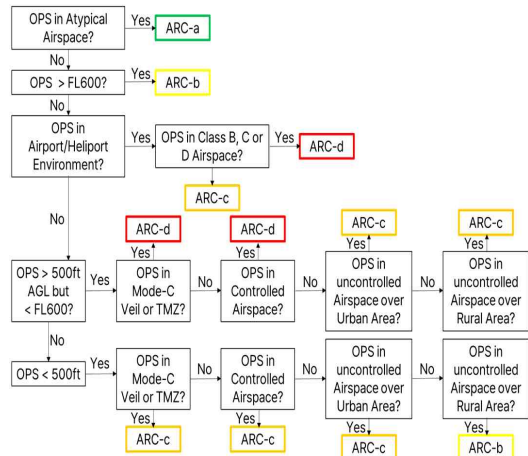 OPS in Atypical
Airspace?
Yes
ARC-a
No
OPS > FL600?
Yes
ARC-b
No
OPS in
Airport/Heliport
Environment?
Yes
OPS in Class B, C or
D Airspace?
Yes
ARC-d
ARC-c
No
ARC-d
ARC-d
ARC-c
ARC-c
Yes
Yes
Yes
Yes
OPS > 500ft
AGL but
< FL600?
Yes
OPS in
Mode-C
Veil or TMZ?
No
OPS in
Controlled
Airspace?
No
OPS in
uncontrolled
Airspace over
Urban Area?
No
OPS in
uncontrolled
Airspace over
Rural Area?
No
OPS < 500ft
Yes
OPS in
Mode-C
Veil or TMZ?
No
OPS in
Controlled
Airspace?
No
OPS in
uncontrolled
Airspace over
Urban Area?
No
OPS in
uncontrolled
Airspace over
Rural Area?
Yes
Yes
Yes
Yes
ARC-c
ARC-c
ARC-c
ARC-b